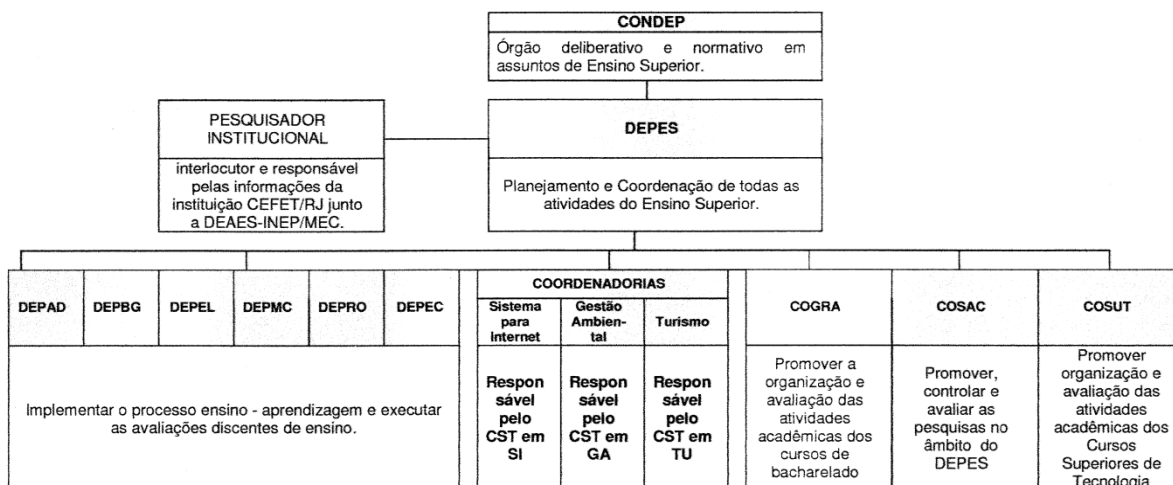 CONDEP
Órgão deliberativo e normativo em
assuntos de Ensino Superior.
PESQUISADOR
INSTITUCIONAL
interlocutor e responsável
pelas informações da
instituição CEFET/RJ junto
a DEAES-INEP/MEC.
DEPES
Planejamento e Coordenação de todas as
atividades do Ensino Superior.
DEPAD
DEPBG
DEPEL
DEPMC
DEPRO
DEPEC
Implementar o processo ensino - aprendizagem e executar
as avaliações discentes de ensino.
COORDENADORIAS
Sistema
para
Internet
Respon
sável
pelo
CST em
SI
Gestão
Ambien-
tal
Respon
sável
pelo
CST em
GA
Turismo
Respon
sável
pelo
CST em
TU
COGRA
Promover a
organização e
avaliação das
atividades
acadêmicas dos
cursos de
bacharelado
COSAC
Promover,
controlar e
avaliar as
pesquisas no
âmbito do
DEPES
COSUT
Promover
organização e
avaliação das
atividades
acadêmicas dos
Cursos
Superiores de
Tecnologia